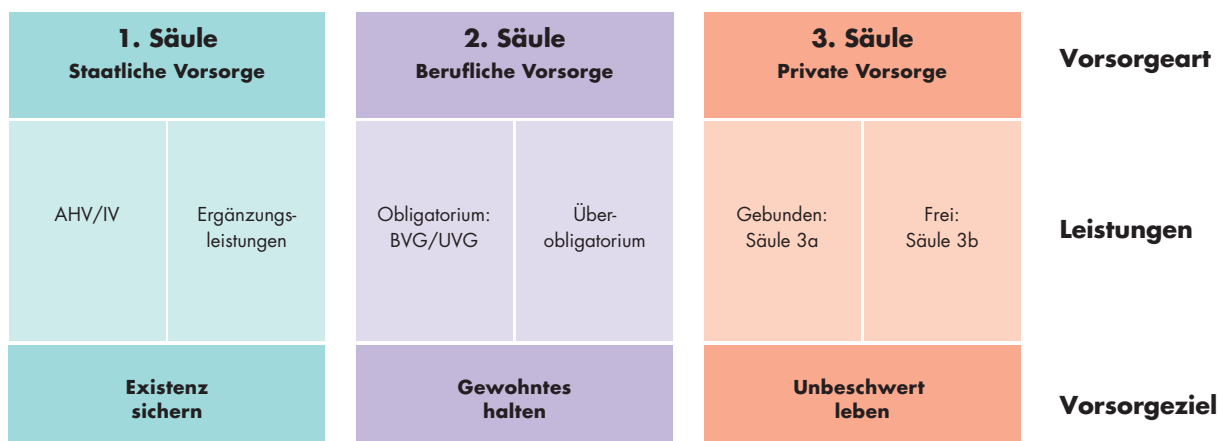 1. Säule
Staatliche Vorsorge
2. Säule
Berufliche Vorsorge
3. Säule
Private Vorsorge
Vorsorgeart
AHV/IV
Ergänzungs-
leistungen
Obligatorium:
BVG/UVG
Über-
obligatorium
Gebunden:
Säule 3a
Frei:
Säule 3b
Leistungen
Existenz
sichern
Gewohntes
halten
Unbeschwert
leben
Vorsorgeziel